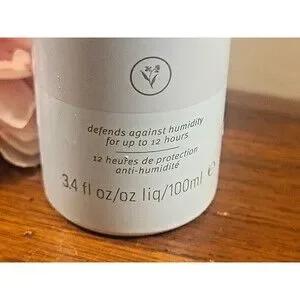 defends against humidity
for up to 12 hours
12 heures de protection
anti-humidité
3.4 fl oz/oz liq/100ml ℮